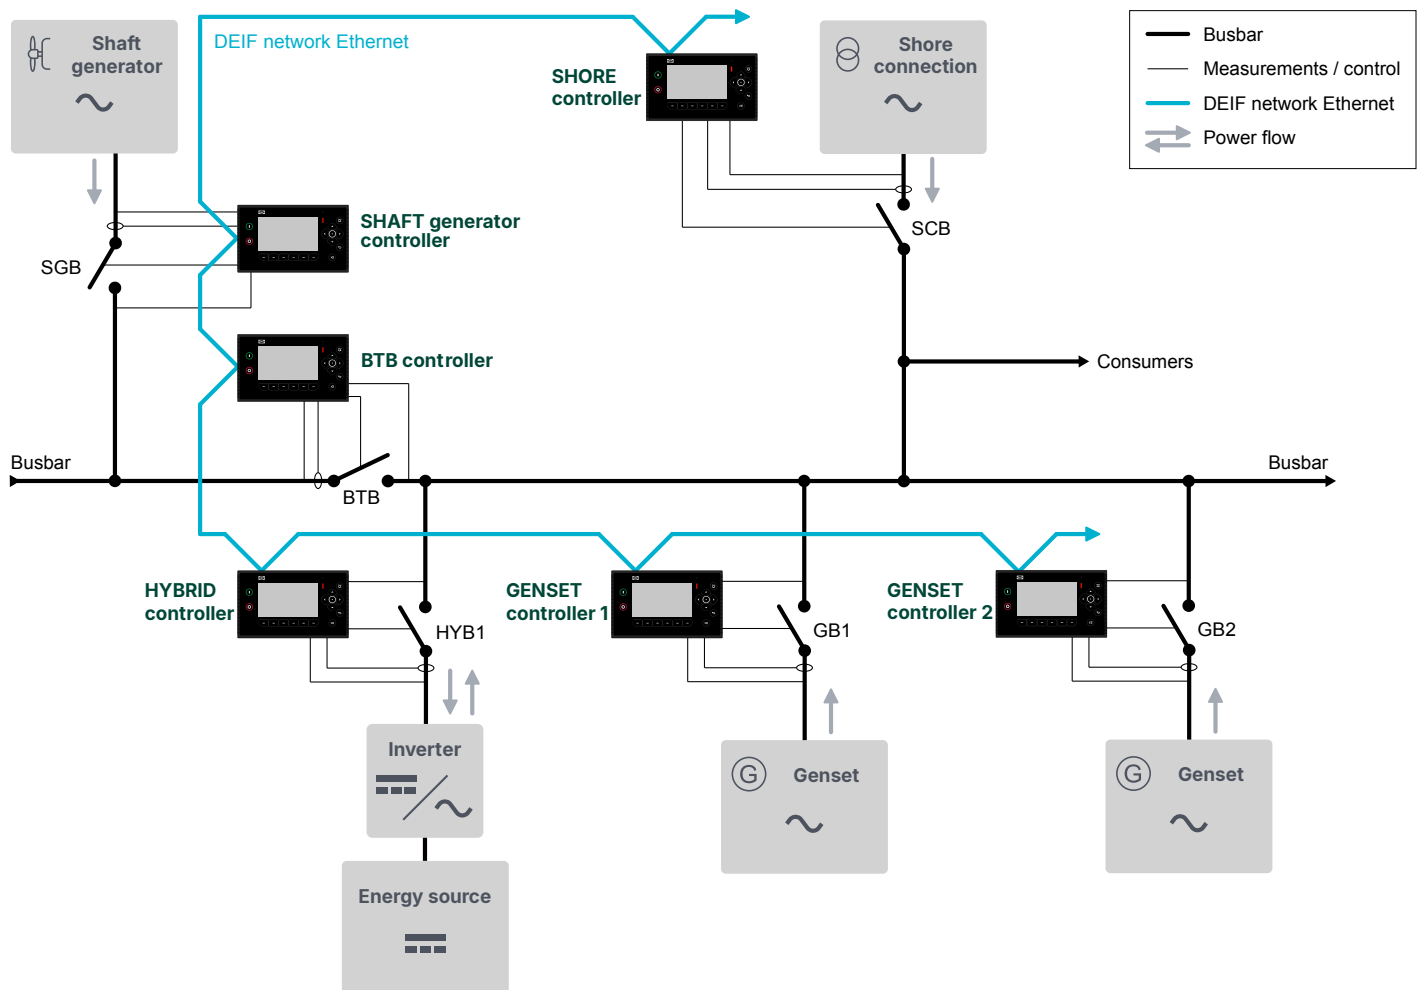 Shaft
generator
DEIF network Ethernet
SHORE
controller
Shore
connection
Busbar
Measurements / control
DEIF network Ethernet
Power flow
SHAFT generator
controller
SGB
SCB
BTB controller
Consumers
Busbar
BTB
Busbar
HYBRID
controller
HYB1
GENSET
controller 1
GB1
GENSET
controller 2
GB2
Inverter
G Genset
G Genset
Energy source